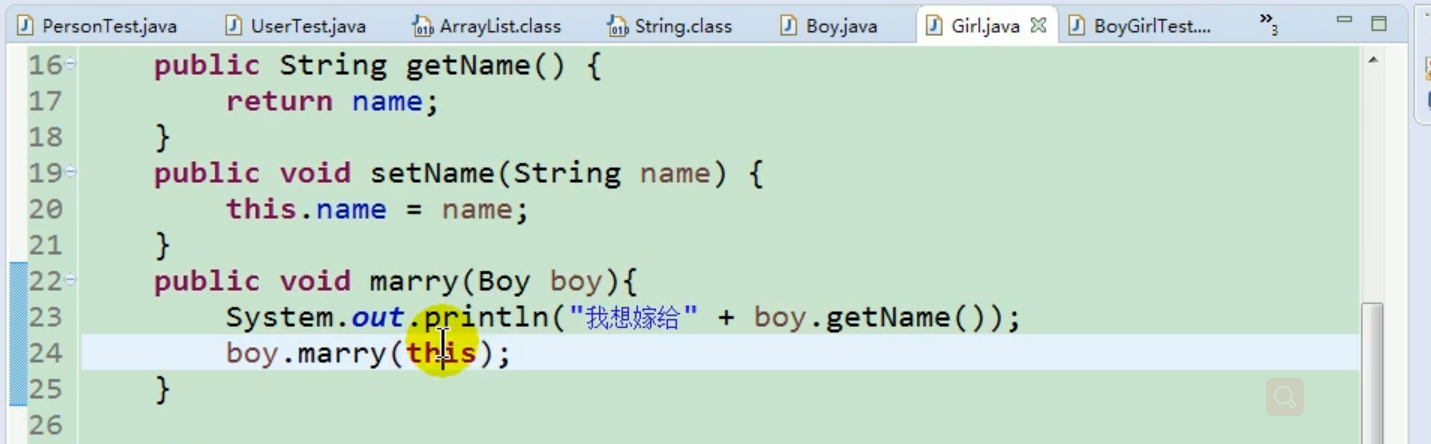 PersonTest.java UserTest.java ArrayList.class String.class Boy.java Girl.java BoyGirlTest.... »3
16 public String getName() {
17 return name;
18 }
19 public void setName(String name) {
20 this.name = name;
21 }
22 public void marry(Boy boy){
23 System.out.println("我想嫁给" + boy.getName());
24 boy.marry(this);
25 }
26